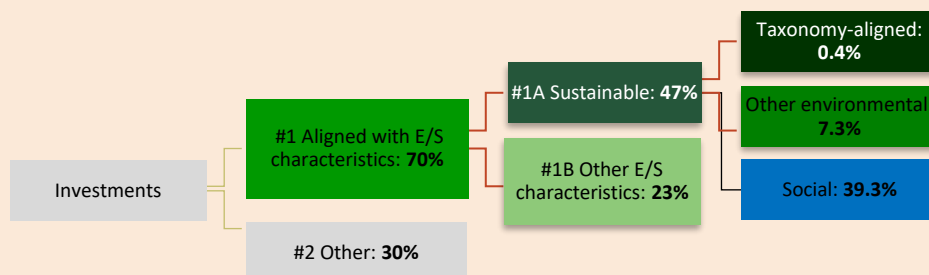 Taxonomy-aligned:
0.4%
#1A Sustainable: 47%
Other environmental
7.3%
#1 Aligned with E/S
characteristics: 70%
#1B Other E/S
characteristics: 23%
Social: 39.3%
Investments
#2 Other: 30%